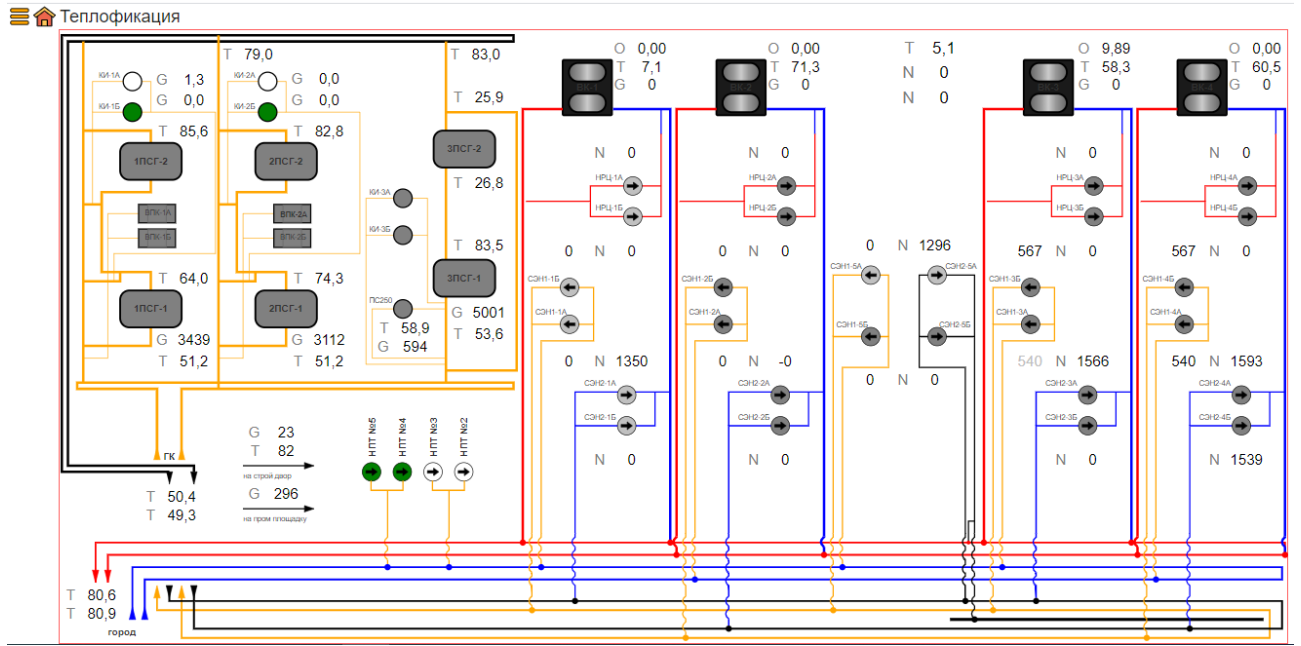 Теплофикация
T 79,0
T 83,0
КИ-1А G 1,3
G 0,0
КИ-1Б
КИ-2А G 0,0
G 0,0
КИ-2Б
T 25,9
T 85,6
T 82,8
1ПСГ-2
2ПСГ-2
3ПСГ-2
T 26,8
ВПК-1А
ВПК-2А
ВПК-1Б
ВПК-2Б
КИ-3А
КИ-3Б
T 83,5
T 64,0
T 74,3
3ПСГ-1
1ПСГ-1
2ПСГ-1
ПС250
G 5001
T 58,9
T 53,6
G 594
G 3439
G 3112
T 51,2
T 51,2
ГК
G 23
T 82
на строй двор
G 296
на пром площадку
T 50,4
T 49,3
НПТ №5
НПТ №4
НПТ №3
НПТ №2
O 0,00
T 7,1
G 0
ВК-1
N 0
НРЦ-1А
НРЦ-1Б
0 N 0
СЭН1-1Б
СЭН1-1А
0 N 1350
СЭН2-1А
СЭН2-1Б
N 0
O 0,00
T 71,3
G 0
ВК-2
N 0
НРЦ-2А
НРЦ-2Б
0 N 0
СЭН1-2Б
СЭН1-2А
0 N -0
СЭН2-2А
СЭН2-2Б
N 0
T 5,1
N 0
N 0
0 N 1296
СЭН1-5А
СЭН2-5А
СЭН1-5Б
СЭН2-5Б
0 N 0
O 9,89
T 58,3
G 0
ВК-3
N 0
НРЦ-3А
НРЦ-3Б
567 N 0
СЭН1-3Б
СЭН1-3А
540 N 1566
СЭН2-3А
СЭН2-3Б
N 0
O 0,00
T 60,5
G 0
ВК-4
N 0
НРЦ-4А
НРЦ-4Б
567 N 0
СЭН1-4Б
СЭН1-4А
540 N 1593
СЭН2-4А
СЭН2-4Б
N 1539
T 80,6
T 80,9
город